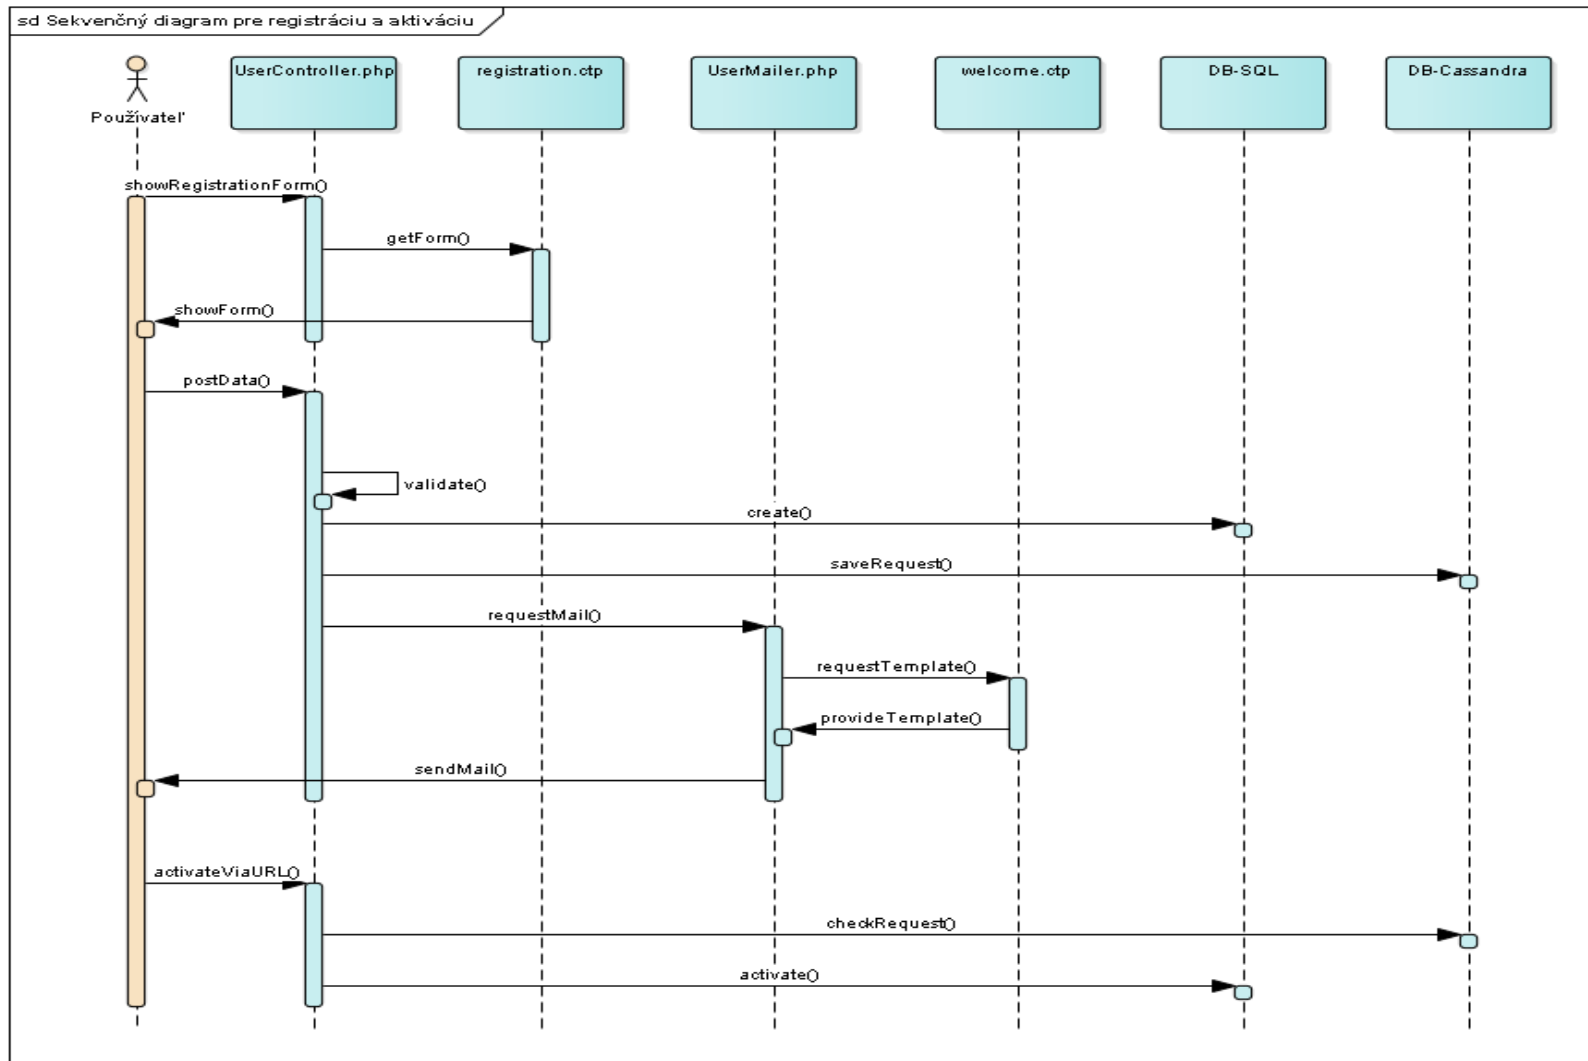 sd Sekvenčný diagram pre registráciu a aktiváciu
Používateľ
UserController.php
registration.ctp
UserMailer.php
welcome.ctp
DB-SQL
DB-Cassandra
showRegistrationForm()
getForm()
showForm()
postData()
validate()
create()
saveRequest()
requestMail()
requestTemplate()
provideTemplate()
sendMail()
activateViaURL()
checkRequest()
activate()